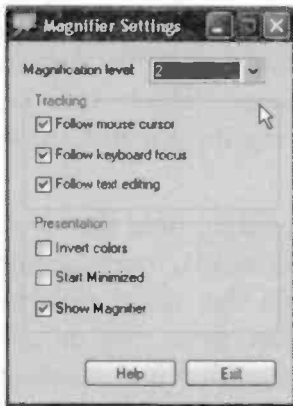 Magnifier Settings
Magnification level: 2
Tracking
Follow mouse cursor
Follow keyboard focus
Follow text editing
Presentation
Invert colors
Start Minimized
Show Magnifier
Help Exit